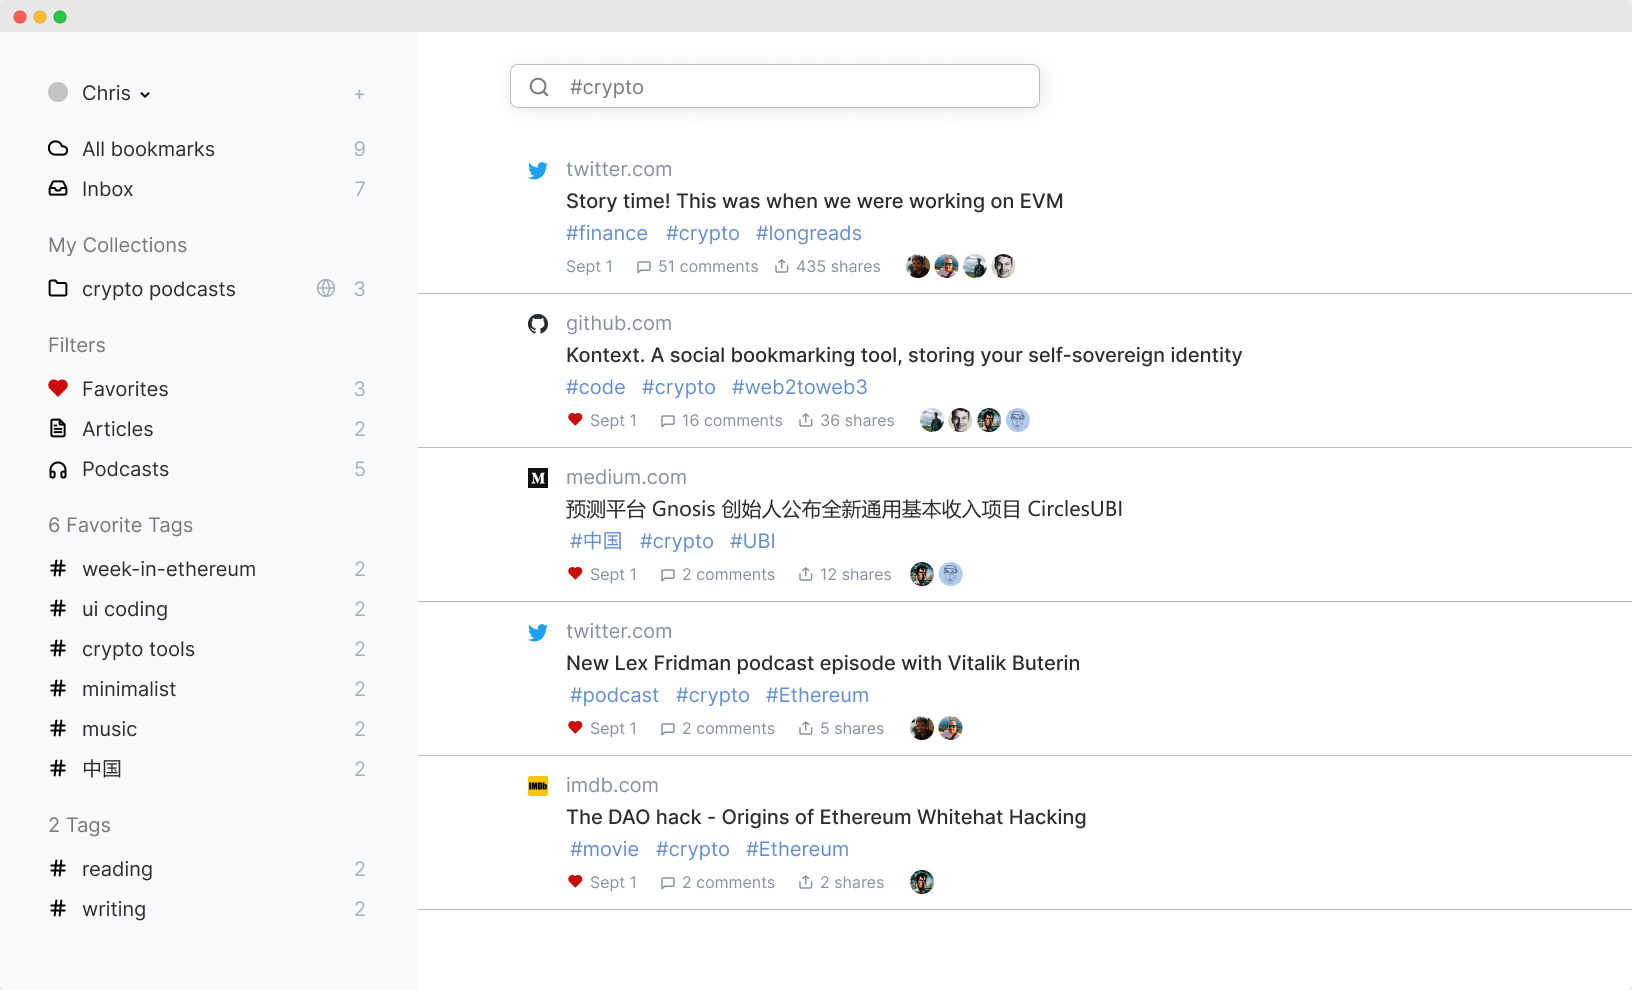 Chris +
All bookmarks 9
Inbox 7
My Collections
crypto podcasts 3
Filters
Favorites 3
Articles 2
Podcasts 5
6 Favorite Tags
# week-in-ethereum 2
# ui coding 2
# crypto tools 2
# minimalist 2
# music 2
# 中国 2
2 Tags
# reading 2
# writing 2
#crypto
twitter.com
Story time! This was when we were working on EVM
#finance #crypto #longreads
Sept 1 51 comments 435 shares
github.com
Kontext. A social bookmarking tool, storing your self-sovereign identity
#code #crypto #web2toweb3
Sept 1 16 comments 36 shares
M medium.com
预测平台 Gnosis 创始人公布全新通用基本收入项目 CirclesUBI
#中国 #crypto #UBI
Sept 1 2 comments 12 shares
twitter.com
New Lex Fridman podcast episode with Vitalik Buterin
#podcast #crypto #Ethereum
Sept 1 2 comments 5 shares
IMDb imdb.com
The DAO hack - Origins of Ethereum Whitehat Hacking
#movie #crypto #Ethereum
Sept 1 2 comments 2 shares